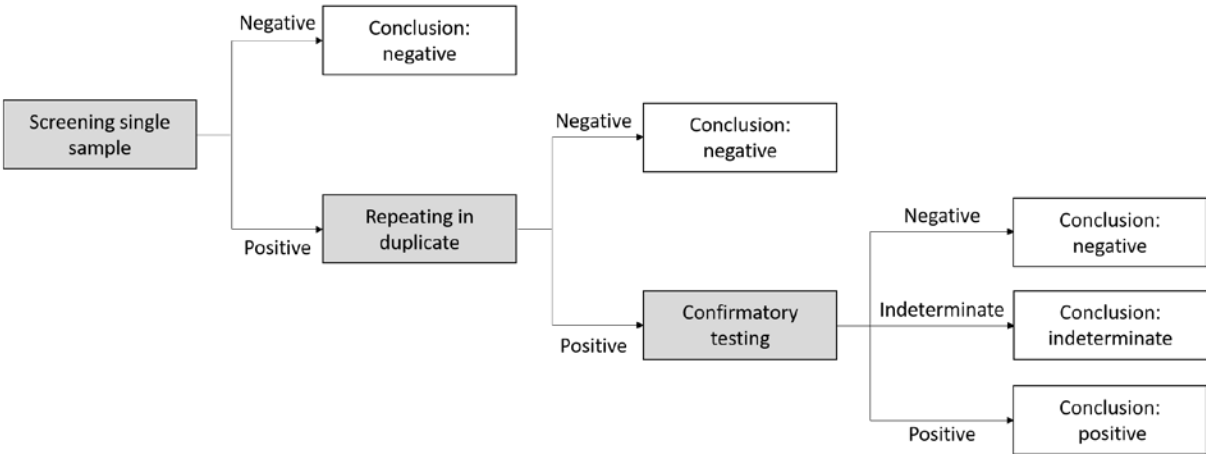 Negative
Conclusion:
negative
Screening single
sample
Positive
Repeating in
duplicate
Negative
Conclusion:
negative
Positive
Confirmatory
testing
Negative
Conclusion:
negative
Indeterminate
Conclusion:
indeterminate
Positive
Conclusion:
positive